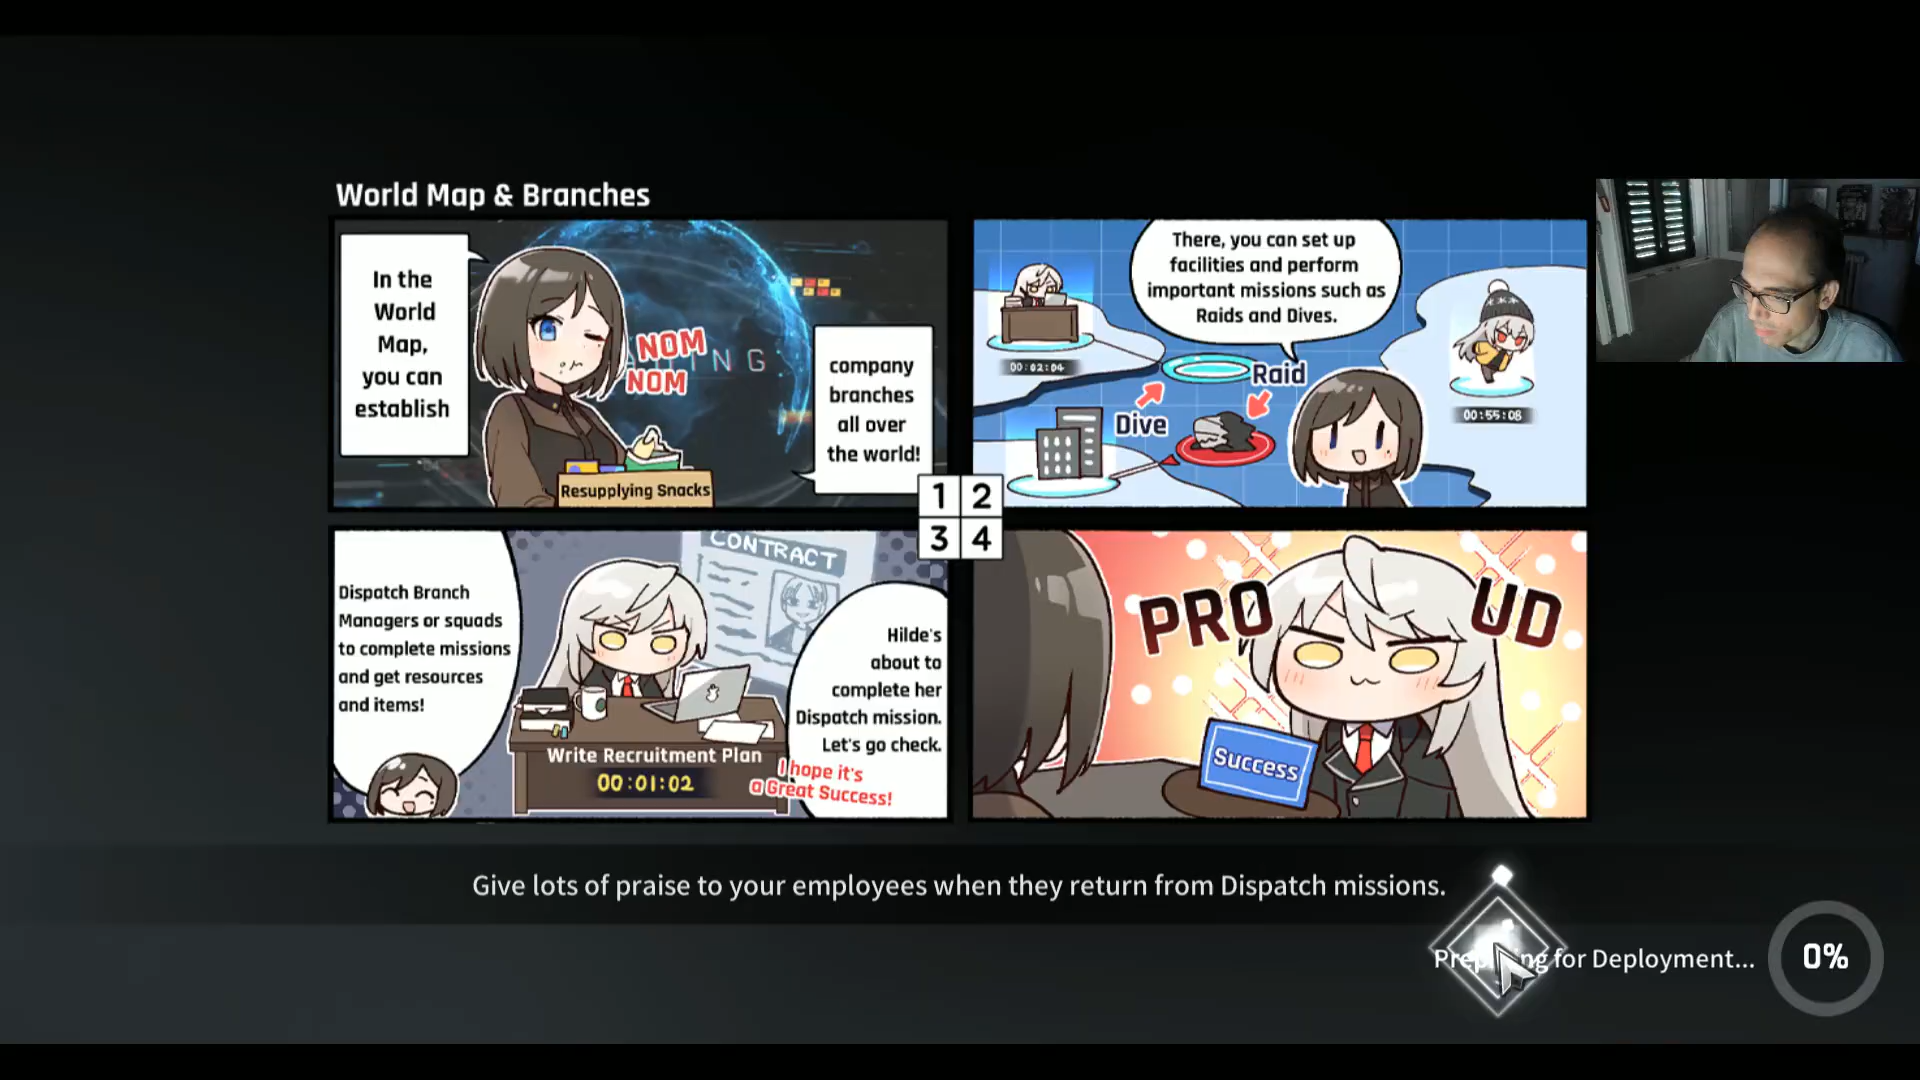 World Map & Branches
In the
World
Map,
you can
establish
NOM
NOM
company
branches
all over
the world!
Resupplying Snacks
There, you can set up
facilities and perform
important missions such as
Raids and Dives.
00:02:04
Raid
Dive
00:55:08
1 2
3 4
Dispatch Branch
Managers or squads
to complete missions
and get resources
and items!
CONTRACT
Hilde's
about to
complete her
Dispatch mission.
Let's go check.
Write Recruitment Plan
00:01:02
I hope it's
a Great Success!
PROUD
Success
Give lots of praise to your employees when they return from Dispatch missions.
Preparing for Deployment...
0%